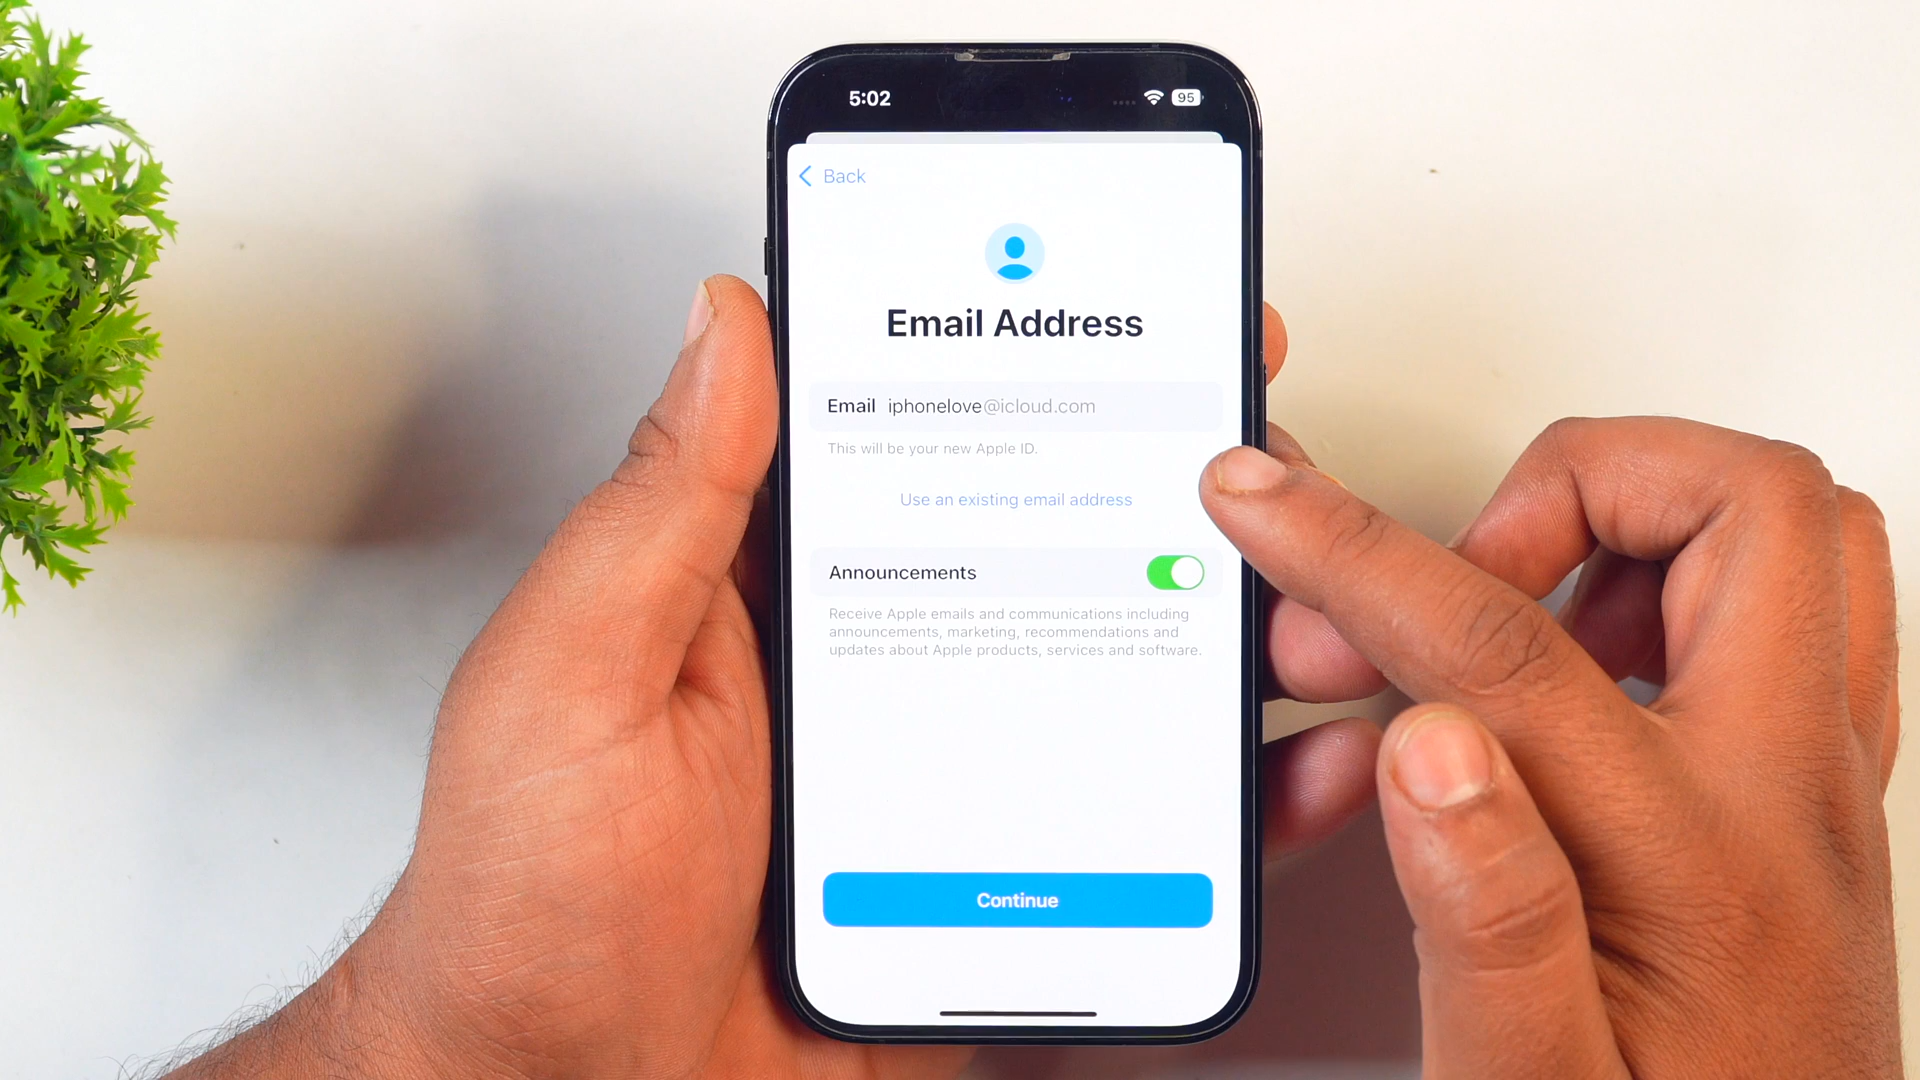 5:02
95
Back
Email Address
Email iphonelove@icloud.com
This will be your new Apple ID.
Use an existing email address
Announcements
Receive Apple emails and communications including
announcements, marketing, recommendations and
updates about Apple products, services and software.
Continue